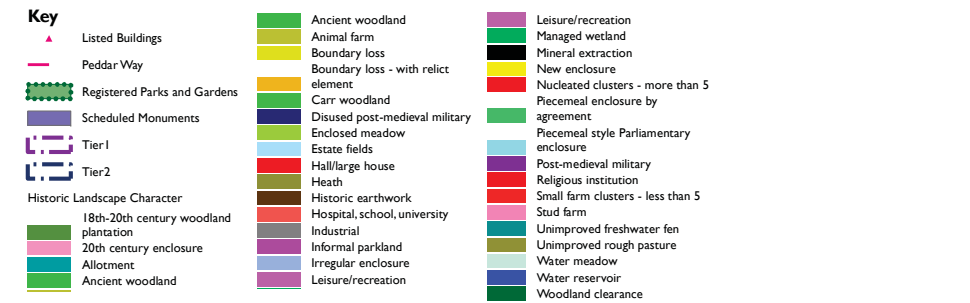 Key
Listed Buildings
Peddar Way
Registered Parks and Gardens
Scheduled Monuments
Tier1
Tier2
Historic Landscape Character
18th-20th century woodland
plantation
20th century enclosure
Allotment
Ancient woodland
Ancient woodland
Animal farm
Boundary loss
Boundary loss - with relict
element
Carr woodland
Disused post-medieval military
Enclosed meadow
Estate fields
Hall/large house
Heath
Historic earthwork
Hospital, school, university
Industrial
Informal parkland
Irregular enclosure
Leisure/recreation
Leisure/recreation
Managed wetland
Mineral extraction
New enclosure
Nucleated clusters - more than 5
Piecemeal enclosure by
agreement
Piecemeal style Parliamentary
enclosure
Post-medieval military
Religious institution
Small farm clusters - less than 5
Stud farm
Unimproved freshwater fen
Unimproved rough pasture
Water meadow
Water reservoir
Woodland clearance